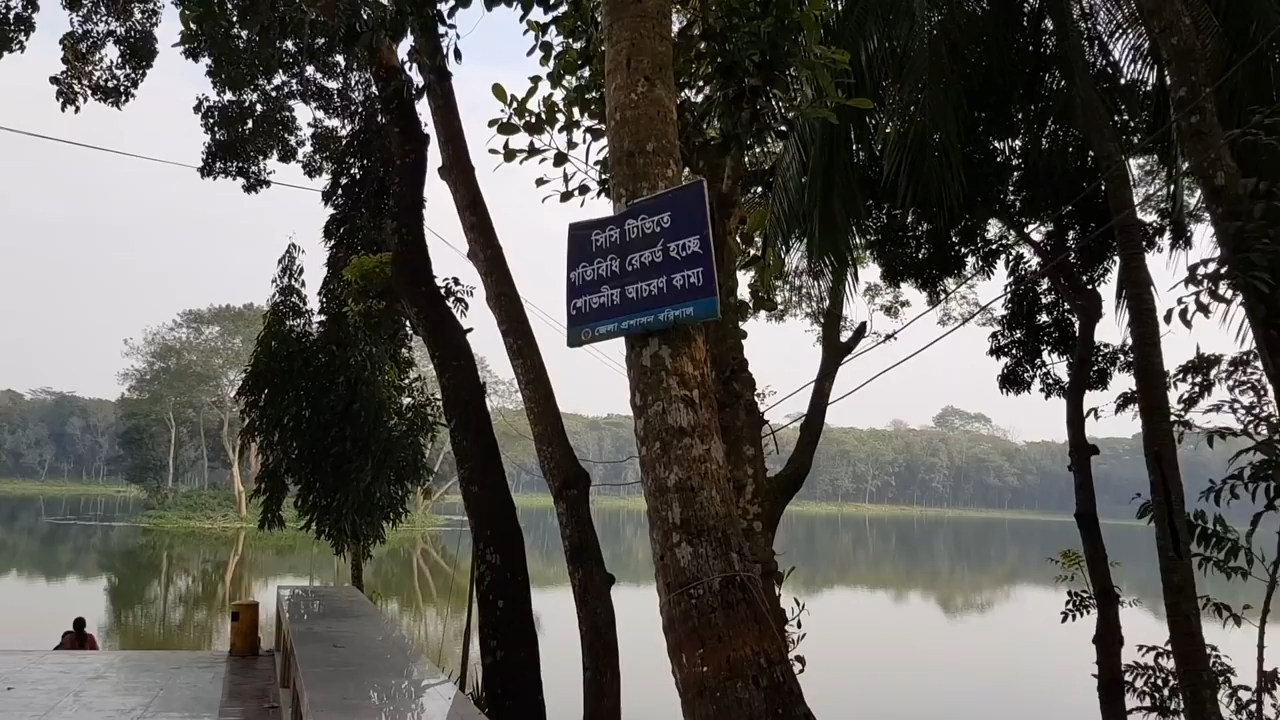 সিসি টিভিতে
গতিবিধি রেকর্ড হচ্ছে
শোভনীয় আচরণ কাম্য
জেলা প্রশাসন বরিশাল